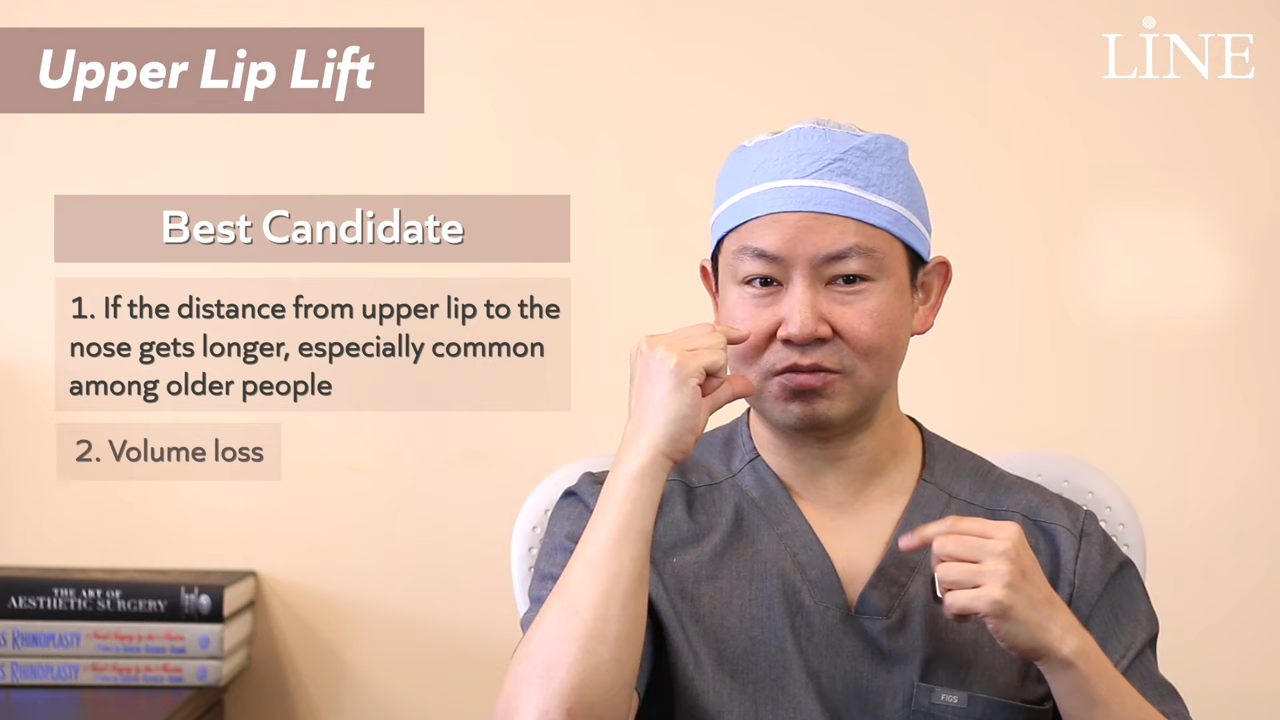 Upper Lip Lift
LINE
Best Candidate
1. If the distance from upper lip to the
nose gets longer, especially common
among older people
2. Volume loss
THE ART OF
AESTHETIC SURGERY
S RHINOPLASTY
S RHINOPLASTY
FIGS